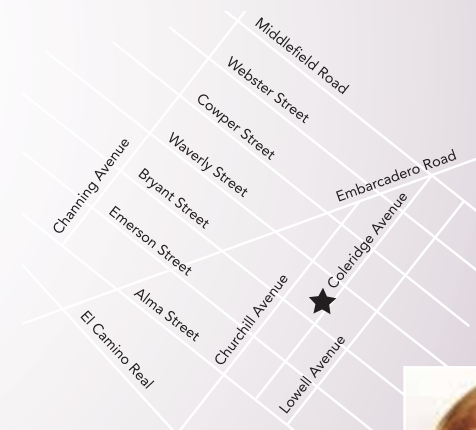 Middlefield Road
Webster Street
Cowper Street
Waverly Street
Bryant Street
Emerson Street
Alma Street
El Camino Real
Channing Avenue
Embarcadero Road
Coleridge Avenue
Churchill Avenue
Lowell Avenue